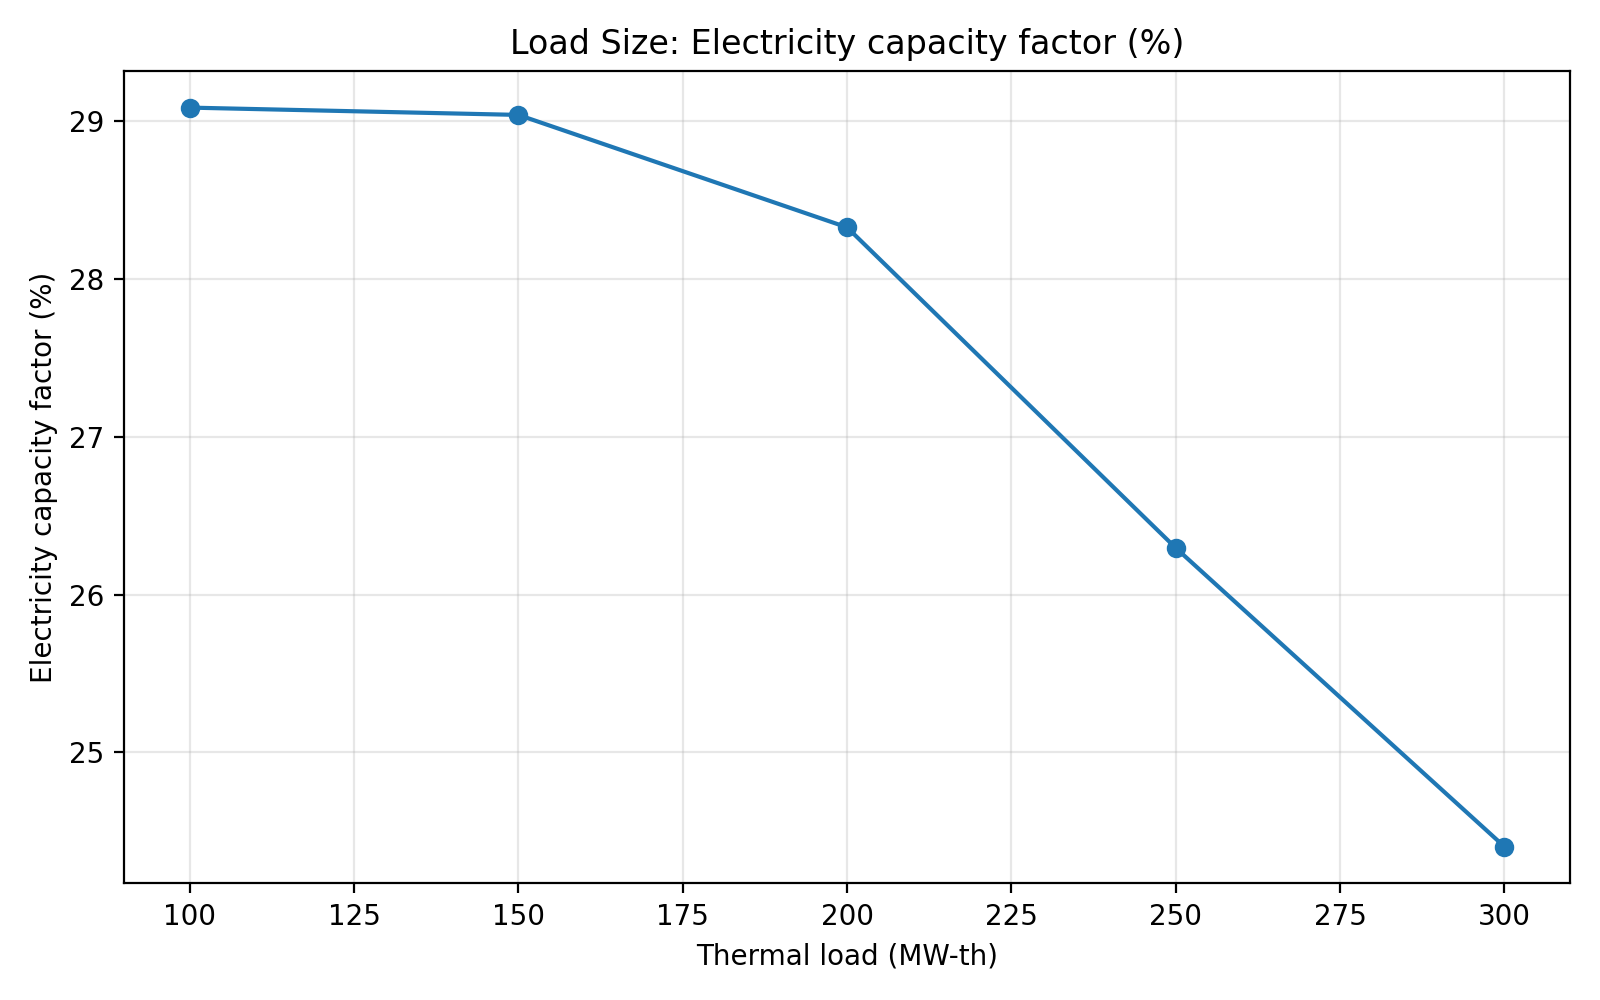 Load Size: Electricity capacity factor (%)
Electricity capacity factor (%)
29
28
27
26
25
100 125 150 175 200 225 250 275 300
Thermal load (MW-th)